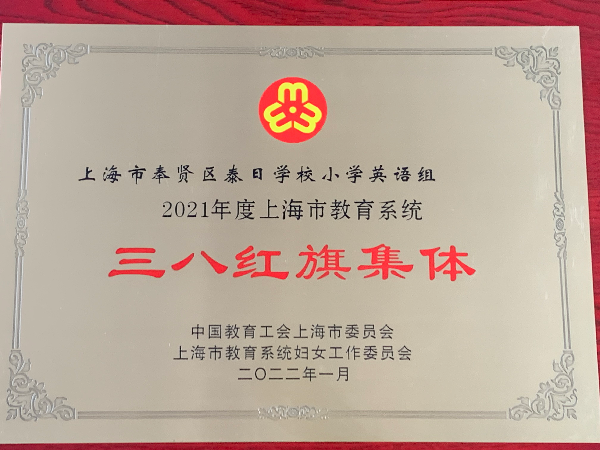 上海市奉贤区泰日学校小学英语组
2021年度上海市教育系统
三八红旗集体
中国教育工会上海市委员会
上海市教育系统妇女工作委员会
二〇二二年一月